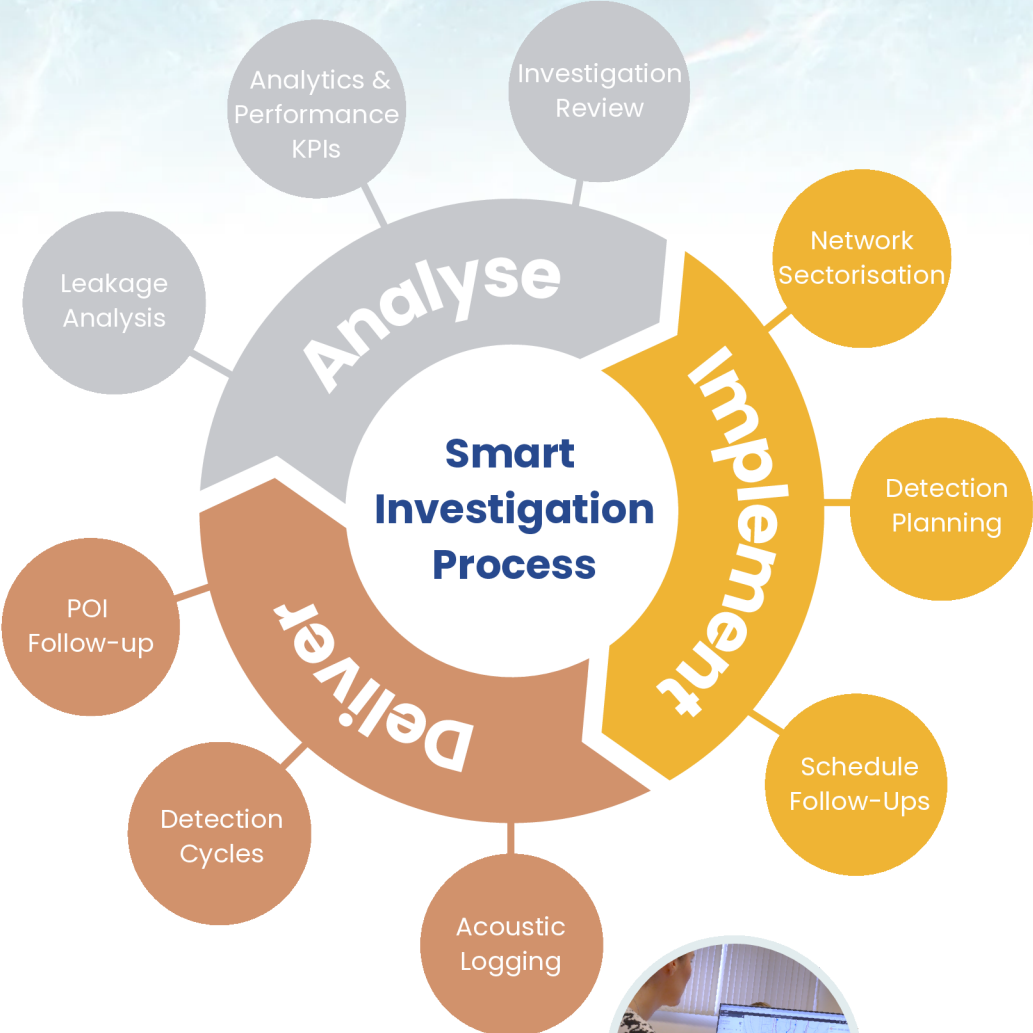 Analytics &
Performance
KPIs
Investigation
Review
Leakage
Analysis
Analyse
Network
Sectorisation
Implement
Detection
Planning
Smart
Investigation
Process
Schedule
Follow-Ups
Deliver
POI
Follow-up
Detection
Cycles
Acoustic
Logging